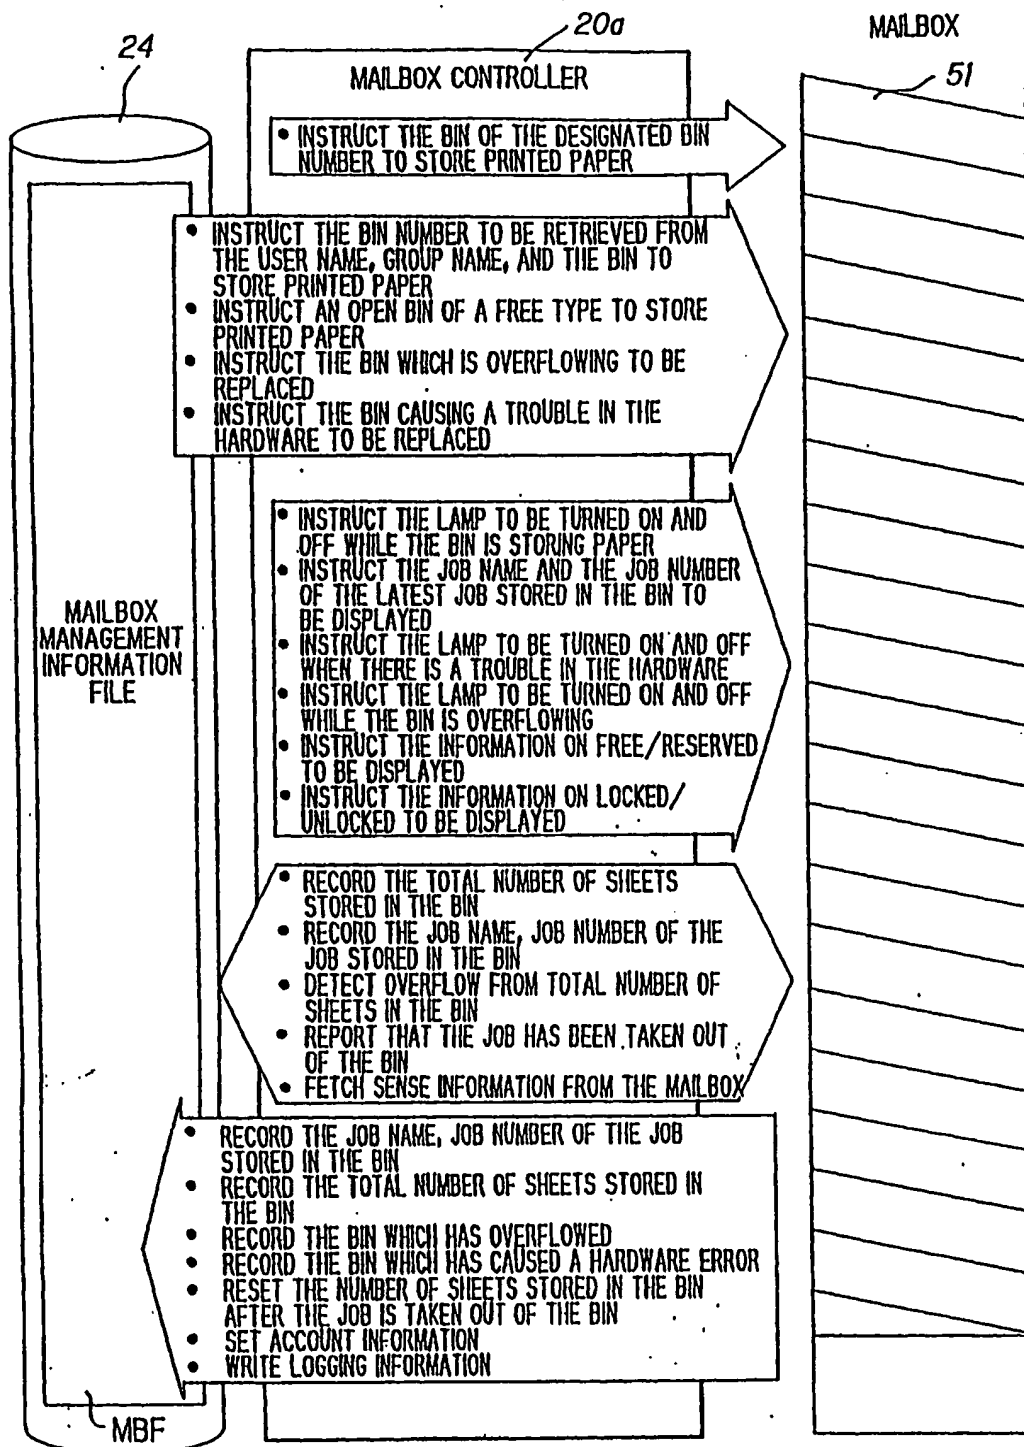 24
20a
MAILBOX
51
MAILBOX CONTROLLER
• INSTRUCT THE BIN OF THE DESIGNATED BIN
NUMBER TO STORE PRINTED PAPER
• INSTRUCT THE BIN NUMBER TO BE RETRIEVED FROM
THE USER NAME, GROUP NAME, AND THE BIN TO
STORE PRINTED PAPER
• INSTRUCT AN OPEN BIN OF A FREE TYPE TO STORE
PRINTED PAPER
• INSTRUCT THE BIN WHICH IS OVERFLOWING TO BE
REPLACED
• INSTRUCT THE BIN CAUSING A TROUBLE IN THE
HARDWARE TO BE REPLACED
• INSTRUCT THE LAMP TO BE TURNED ON AND
OFF WHILE THE BIN IS STORING PAPER
• INSTRUCT THE JOB NAME AND THE JOB NUMBER
OF THE LATEST JOB STORED IN THE BIN TO
BE DISPLAYED
• INSTRUCT THE LAMP TO BE TURNED ON AND OFF
WHEN THERE IS A TROUBLE IN THE HARDWARE
• INSTRUCT THE LAMP TO BE TURNED ON AND OFF
WHILE THE BIN IS OVERFLOWING
• INSTRUCT THE INFORMATION ON FREE/RESERVED
TO BE DISPLAYED
• INSTRUCT THE INFORMATION ON LOCKED/
UNLOCKED TO BE DISPLAYED
MAILBOX
MANAGEMENT
INFORMATION
FILE
• RECORD THE TOTAL NUMBER OF SHEETS
STORED IN THE BIN
• RECORD THE JOB NAME, JOB NUMBER OF THE
JOB STORED IN THE BIN
• DETECT OVERFLOW FROM TOTAL NUMBER OF
SHEETS IN THE BIN
• REPORT THAT THE JOB HAS BEEN TAKEN OUT
OF THE BIN
• FETCH SENSE INFORMATION FROM THE MAILBOX
• RECORD THE JOB NAME, JOB NUMBER OF THE JOB
STORED IN THE BIN
• RECORD THE TOTAL NUMBER OF SHEETS STORED IN
THE BIN
• RECORD THE BIN WHICH HAS OVERFLOWED
• RECORD THE BIN WHICH HAS CAUSED A HARDWARE ERROR
• RESET THE NUMBER OF SHEETS STORED IN THE BIN
AFTER THE JOB IS TAKEN OUT OF THE BIN
• SET ACCOUNT INFORMATION
• WRITE LOGGING INFORMATION
MBF